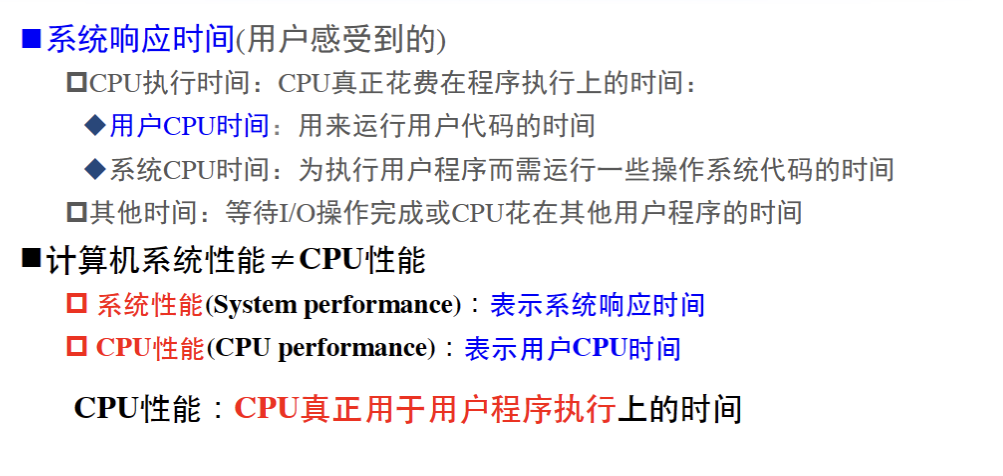 系统响应时间(用户感受到的)
CPU执行时间：CPU真正花费在程序执行上的时间：
用户CPU时间：用来运行用户代码的时间
系统CPU时间：为执行用户程序而需运行一些操作系统代码的时间
其他时间：等待I/O操作完成或CPU花在其他用户程序的时间
计算机系统性能≠CPU性能
系统性能(System performance)：表示系统响应时间
CPU性能(CPU performance)：表示用户CPU时间
CPU性能：CPU真正用于用户程序执行上的时间